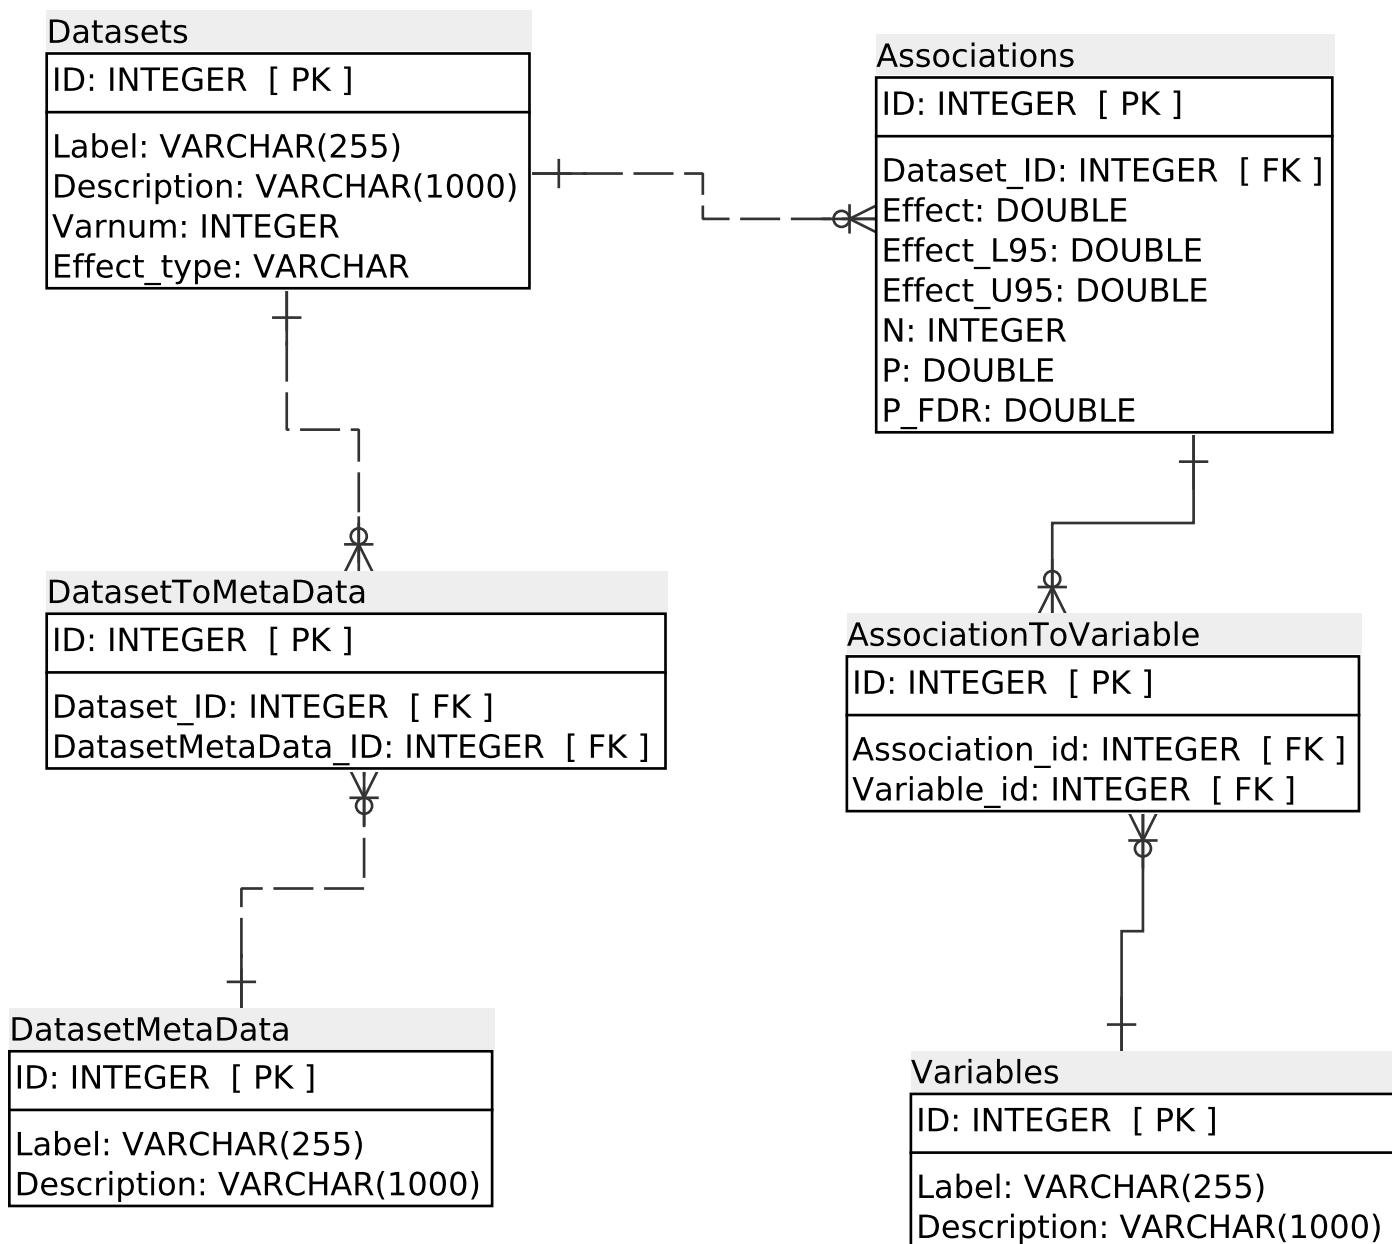 Datasets
ID: INTEGER [ PK ]
Label: VARCHAR(255)
Description: VARCHAR(1000)
Varnum: INTEGER
Effect_type: VARCHAR
Associations
ID: INTEGER [ PK ]
Dataset_ID: INTEGER [ FK ]
Effect: DOUBLE
Effect_L95: DOUBLE
Effect_U95: DOUBLE
N: INTEGER
P: DOUBLE
P_FDR: DOUBLE
DatasetToMetaData
ID: INTEGER [ PK ]
Dataset_ID: INTEGER [ FK ]
DatasetMetaData_ID: INTEGER [ FK ]
AssociationToVariable
ID: INTEGER [ PK ]
Association_id: INTEGER [ FK ]
Variable_id: INTEGER [ FK ]
DatasetMetaData
ID: INTEGER [ PK ]
Label: VARCHAR(255)
Description: VARCHAR(1000)
Variables
ID: INTEGER [ PK ]
Label: VARCHAR(255)
Description: VARCHAR(1000)